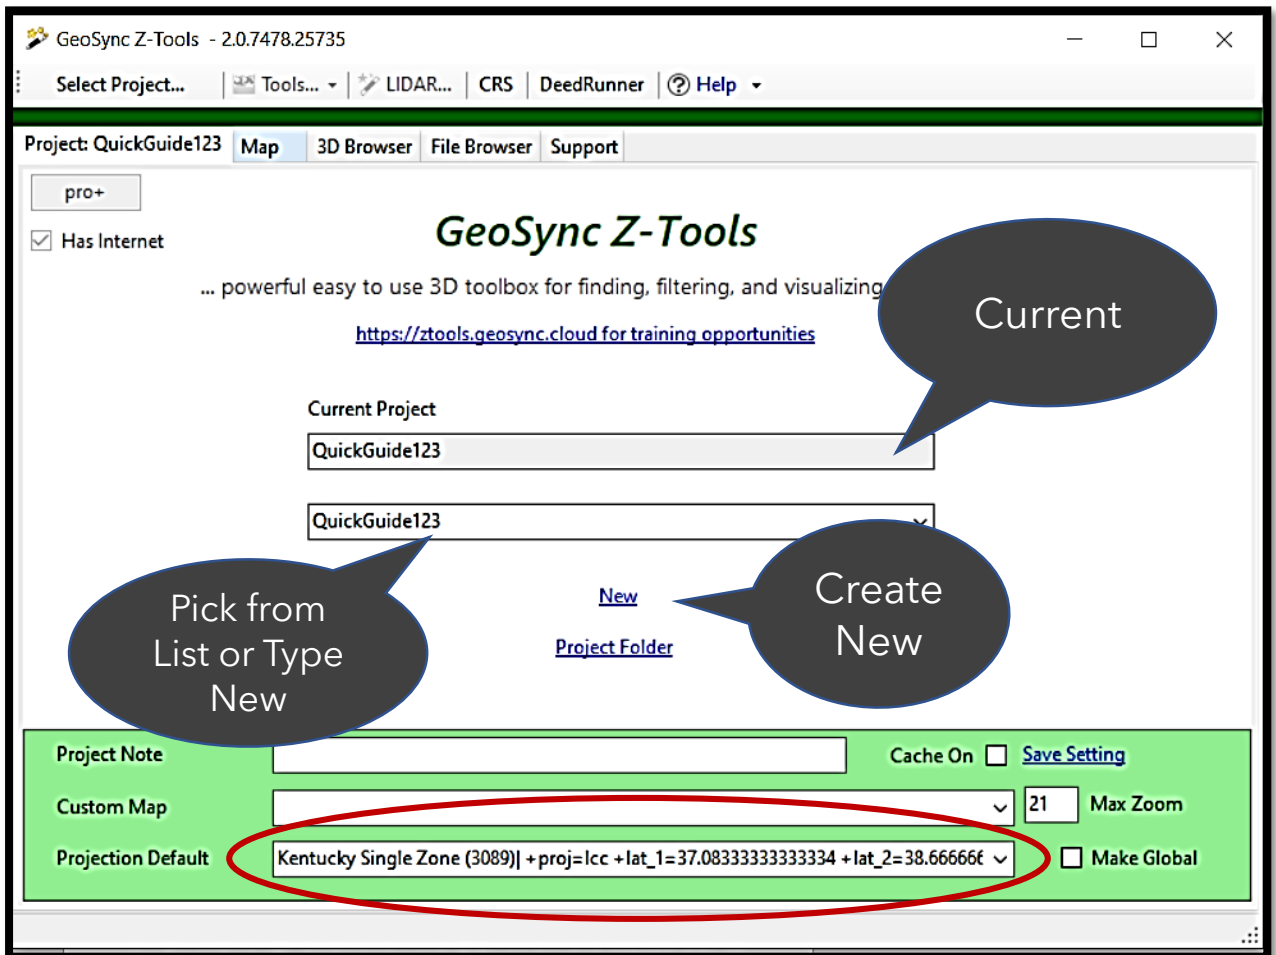 GeoSync Z-Tools - 2.0.7478.25735
Select Project... Tools... LIDAR... CRS DeedRunner Help
Project: QuickGuide123 Map 3D Browser File Browser Support
pro+
Has Internet
GeoSync Z-Tools
... powerful easy to use 3D toolbox for finding, filtering, and visualizing
https://ztools.geosync.cloud for training opportunities
Current
Current Project
QuickGuide123
QuickGuide123
Pick from
List or Type
New
New
Create
New
Project Folder
Project Note Cache On Save Setting
Custom Map 21 Max Zoom
Projection Default Kentucky Single Zone (3089)| +proj=lcc +lat_1=37.08333333333334 +lat_2=38.666666 Make Global